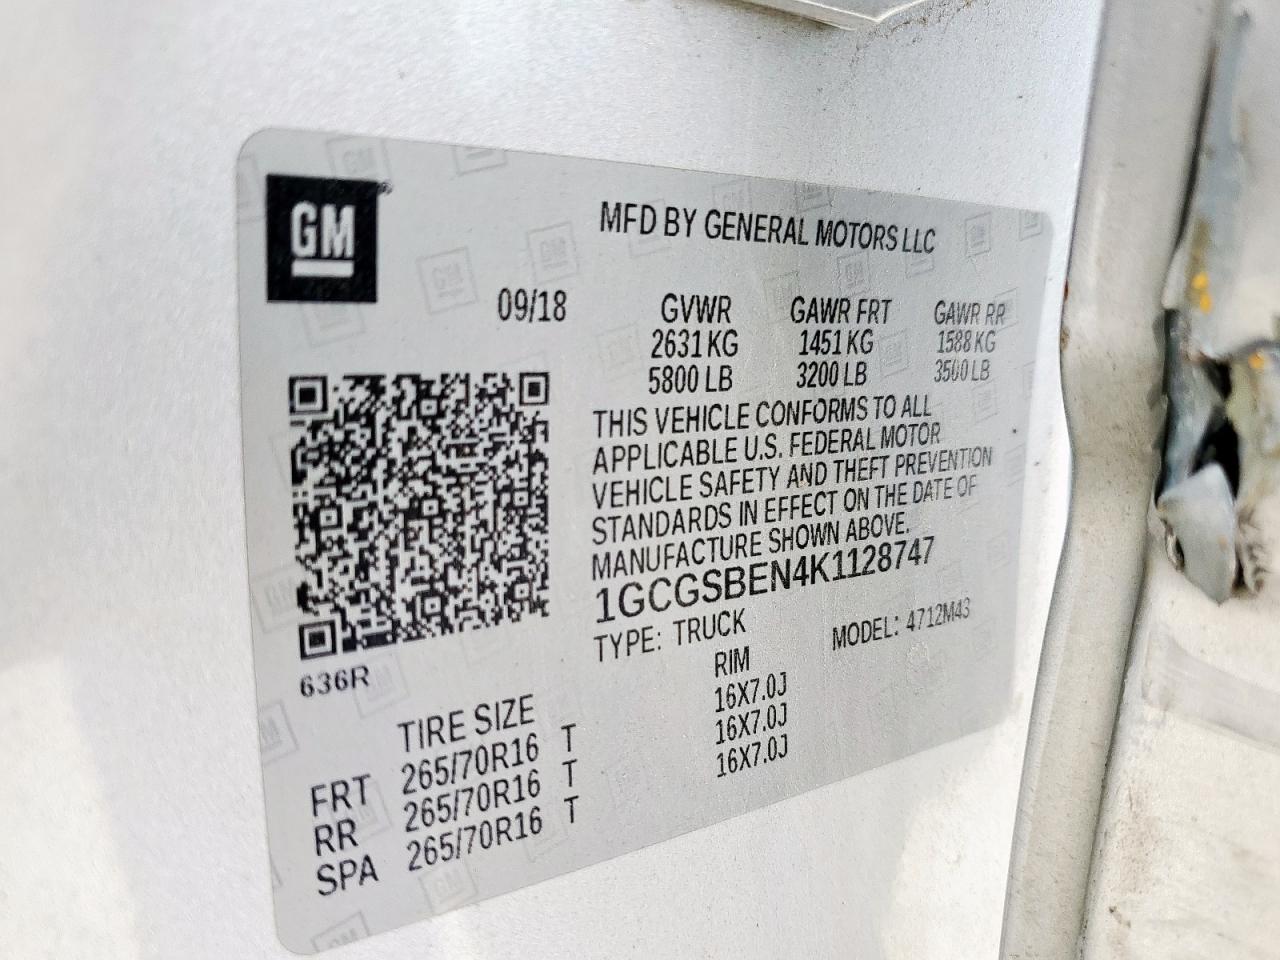 GM
MFD BY GENERAL MOTORS LLC
09/18 GVWR GAWR FRT GAWR RR
2631 KG 1451 KG 1588 KG
5800 LB 3200 LB 3500 LB
THIS VEHICLE CONFORMS TO ALL
APPLICABLE U.S. FEDERAL MOTOR
VEHICLE SAFETY AND THEFT PREVENTION
STANDARDS IN EFFECT ON THE DATE OF
MANUFACTURE SHOWN ABOVE.
1GCGSBEN4K1128747
TYPE: TRUCK MODEL: 4712M43
636R
TIRE SIZE RIM
FRT 265/70R16 T 16X7.0J
RR 265/70R16 T 16X7.0J
SPA 265/70R16 T 16X7.0J